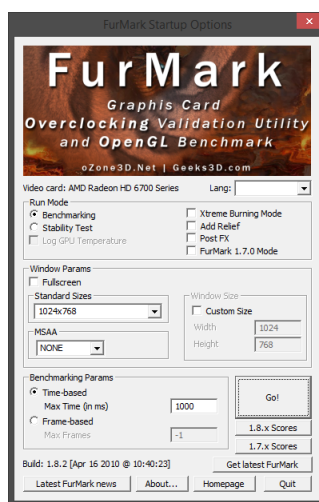 FurMark Startup Options
FurMark
Graphis Card
Overclocking Validation Utility
and OpenGL Benchmark
oZone3D.Net | Geeks3D.com
Video card: AMD Radeon HD 6700 Series Lang:
Run Mode
Benchmarking Xtreme Burning Mode
Stability Test Add Relief
Log GPU Temperature Post FX
FurMark 1.7.0 Mode
Window Params
Fullscreen
Standard Sizes Window Size
1024x768 Custom Size
Width 1024
MSAA Height 768
NONE
Benchmarking Params
Time-based Go!
Max Time (in ms) 1000
Frame-based 1.8.x Scores
Max Frames -1 1.7.x Scores
Build: 1.8.2 [Apr 16 2010 @ 10:40:23] Get latest FurMark
Latest FurMark news About... Homepage Quit